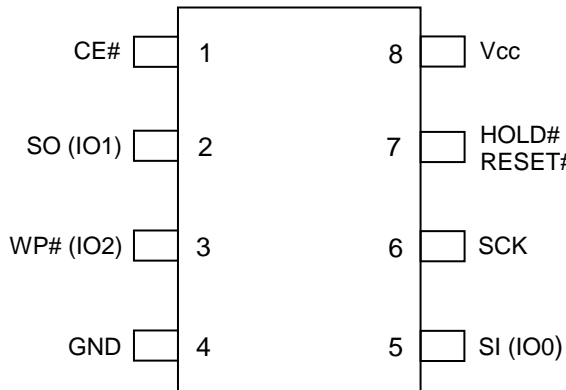 CE# 1 8 Vcc
SO (IO1) 2 7 HOLD#
RESET#
WP# (IO2) 3 6 SCK
GND 4 5 SI (IO0)